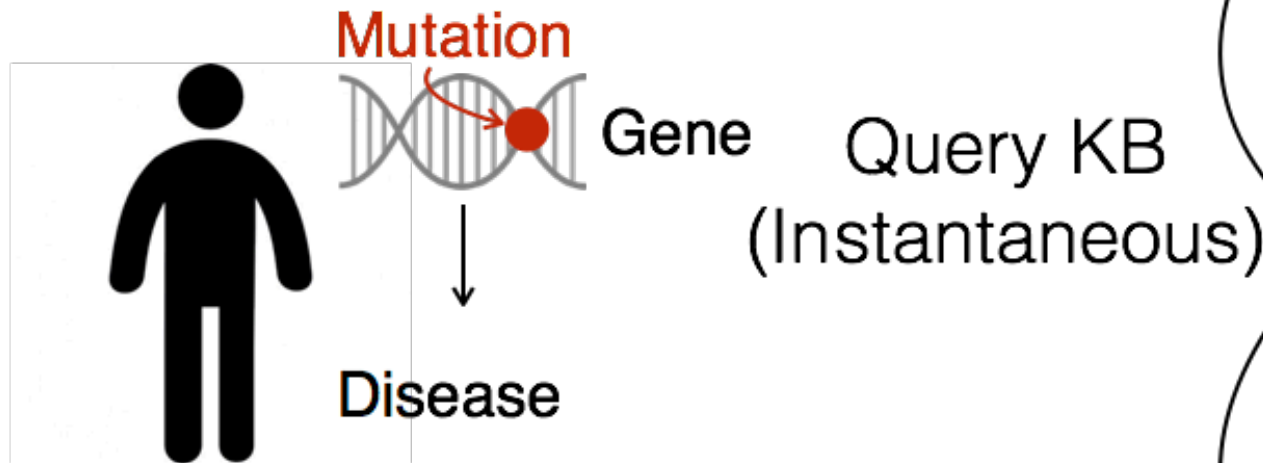 Mutation
Gene
Disease
Query KB
(Instantaneous)